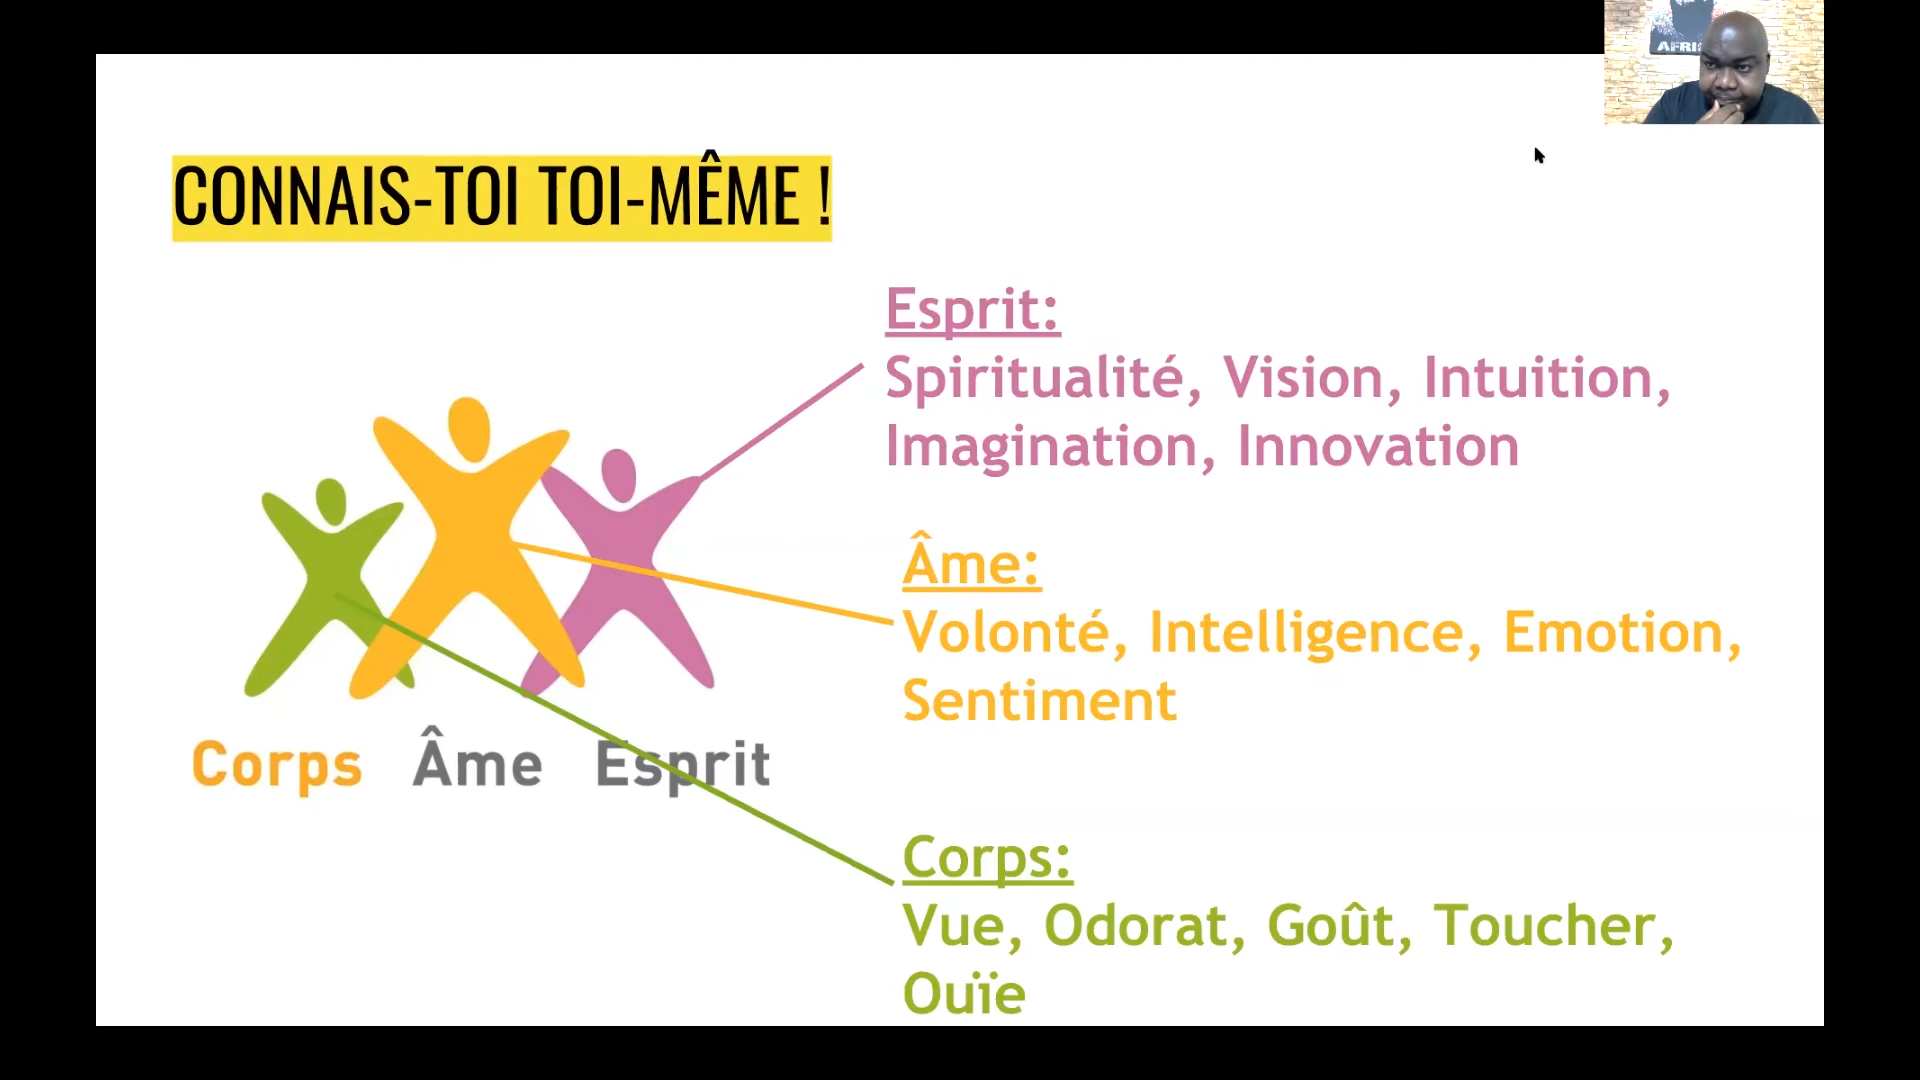 CONNAIS-TOI TOI-MÊME !
Esprit:
Spiritualité, Vision, Intuition,
Imagination, Innovation
Âme:
Volonté, Intelligence, Emotion,
Sentiment
Corps Âme Esprit
Corps:
Vue, Odorat, Goût, Toucher,
Ouïe